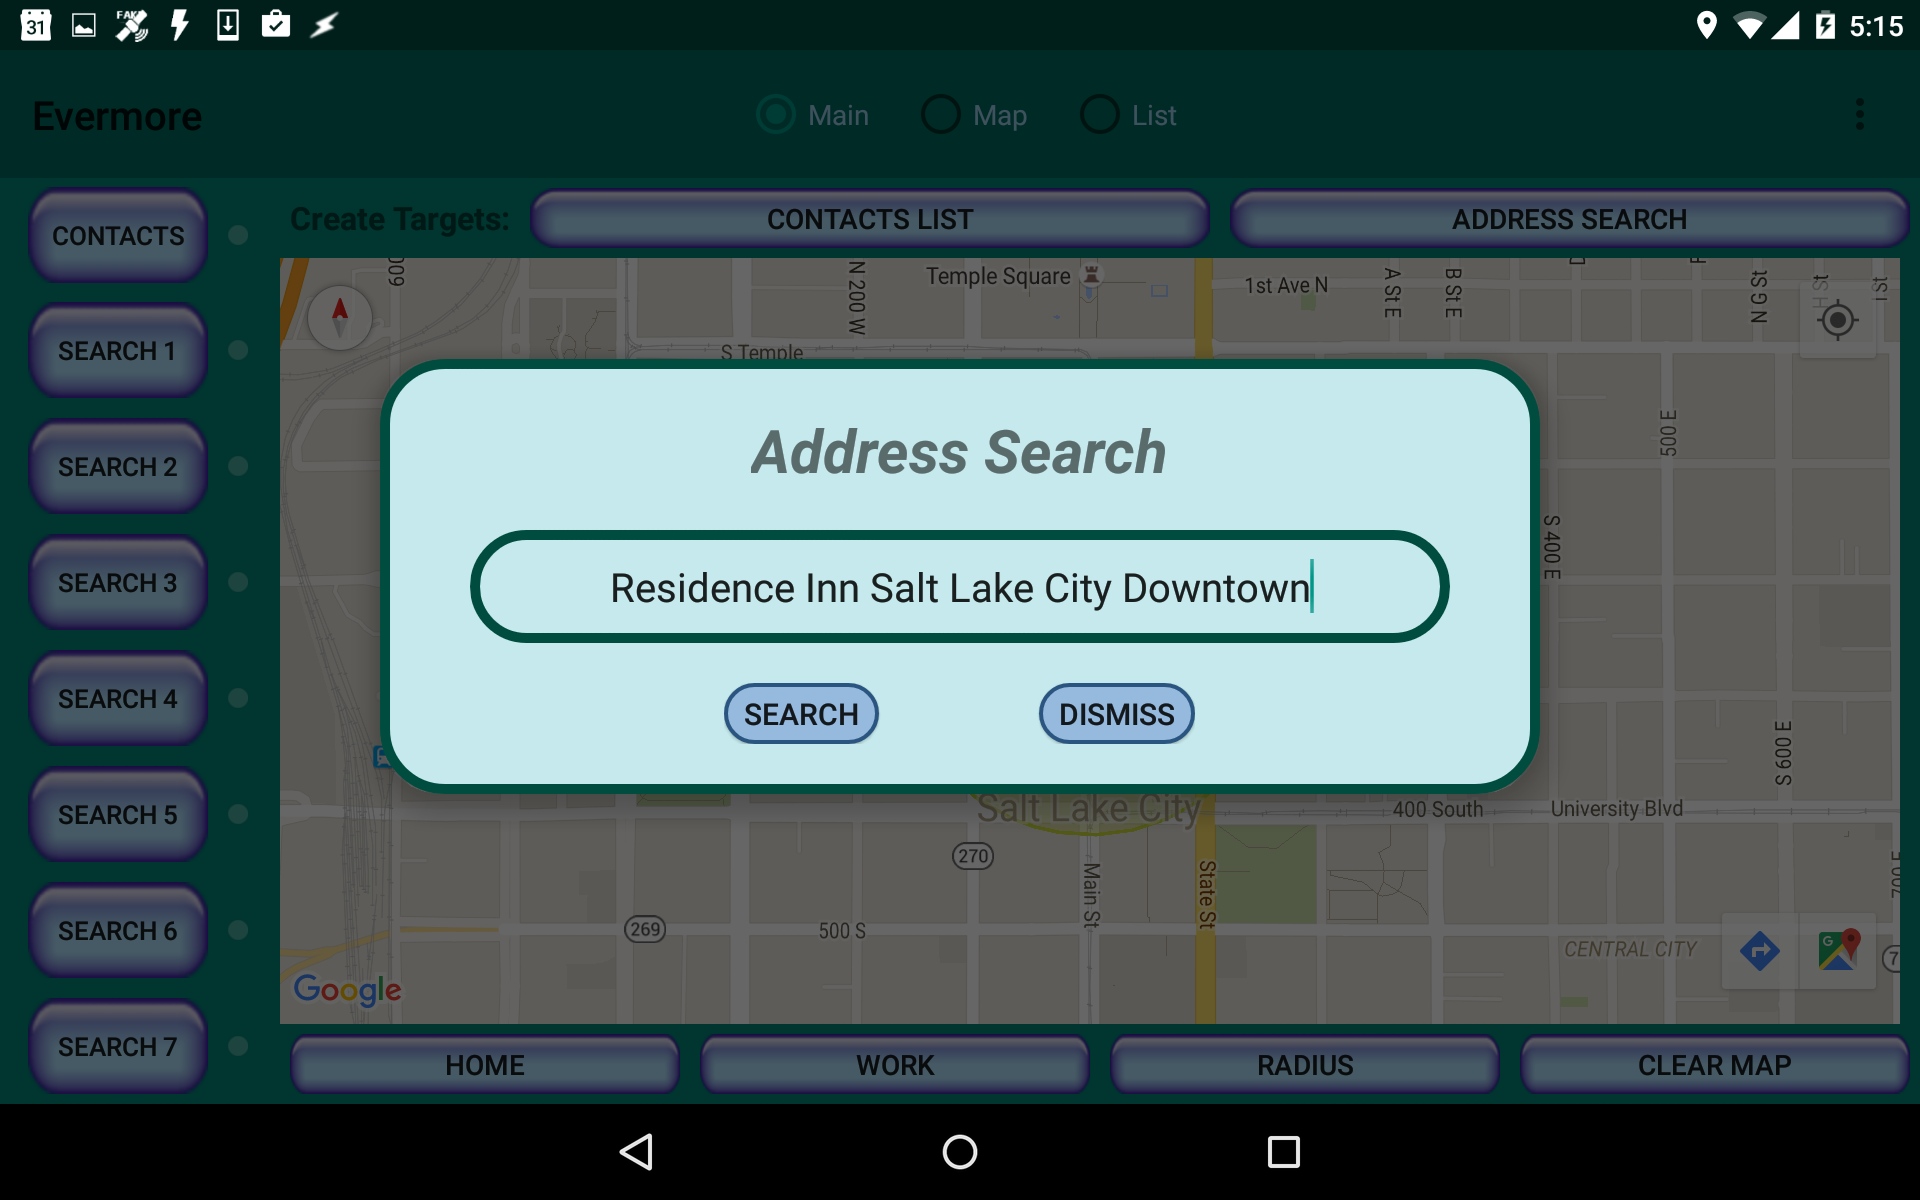 31
FAKE
5:15
Evermore
Main
Map
List
CONTACTS
Create Targets:
CONTACTS LIST
ADDRESS SEARCH
SEARCH 1
SEARCH 2
SEARCH 3
SEARCH 4
SEARCH 5
SEARCH 6
SEARCH 7
N 200 W
Temple Square
1st Ave N
A St E
B St E
N G St
H St
I St
S Temple
500 E
S 400 E
S 600 E
Address Search
Residence Inn Salt Lake City Downtown
SEARCH
DISMISS
Salt Lake City
400 South
University Blvd
270
Main St
State St
269
500 S
CENTRAL CITY
Google
HOME
WORK
RADIUS
CLEAR MAP